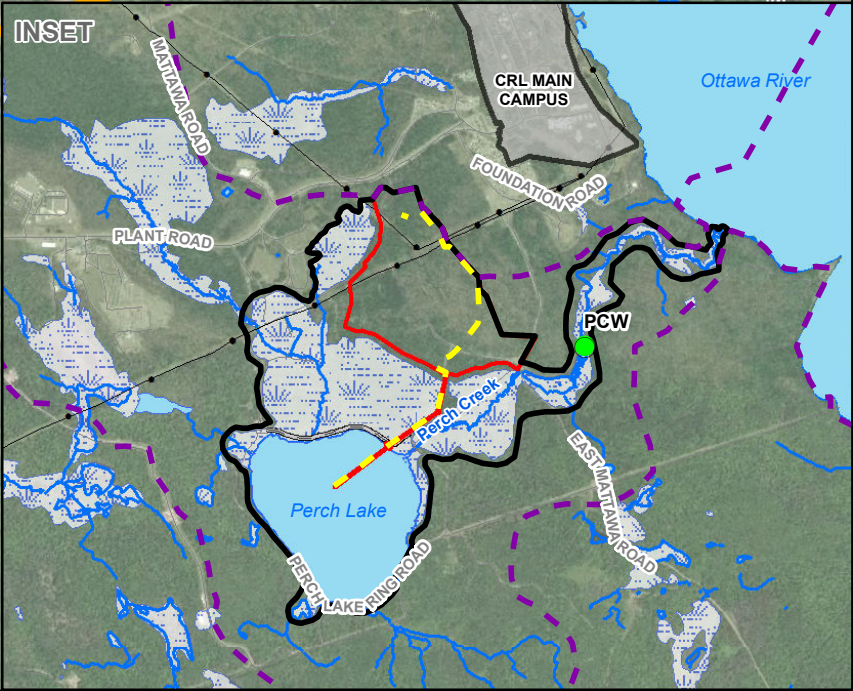 INSET
MATTAWA ROAD
CRL MAIN
CAMPUS
Ottawa River
FOUNDATION ROAD
PLANT ROAD
PCW
Perch Creek
EAST MATTAWA ROAD
Perch Lake
PERCH LAKE RING ROAD